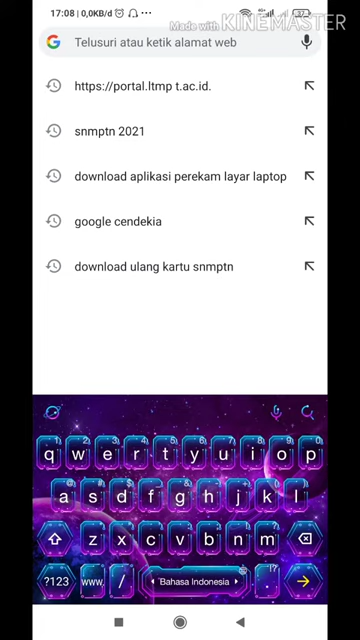 17:08 | 0,0KB/d
Made with KINEMASTER
Telusuri atau ketik alamat web
https://portal.ltmp t.ac.id.
snmptn 2021
download aplikasi perekam layar laptop
google cendekia
download ulang kartu snmptn
q w e r t y u i o p
a s d f g h j k l
z x c v b n m
?123 www. / Bahasa Indonesia .